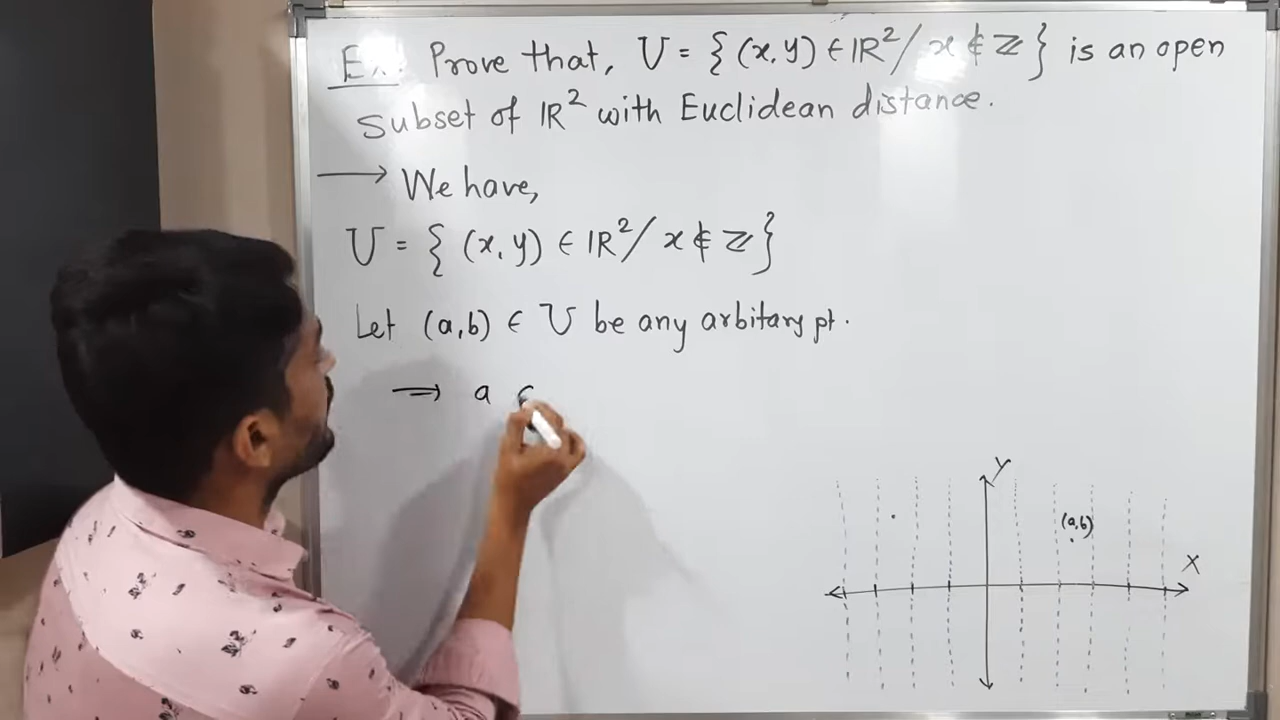 Ex. Prove that, U = { (x, y) ∈ ℝ² / x ∉ ℤ } is an open
subset of ℝ² with Euclidean distance.
⟶ We have,
U = { (x, y) ∈ ℝ² / x ∉ ℤ }
Let (a,b) ∈ U be any arbitary pt.
⟹ a ∈
Y
(a,b)
X